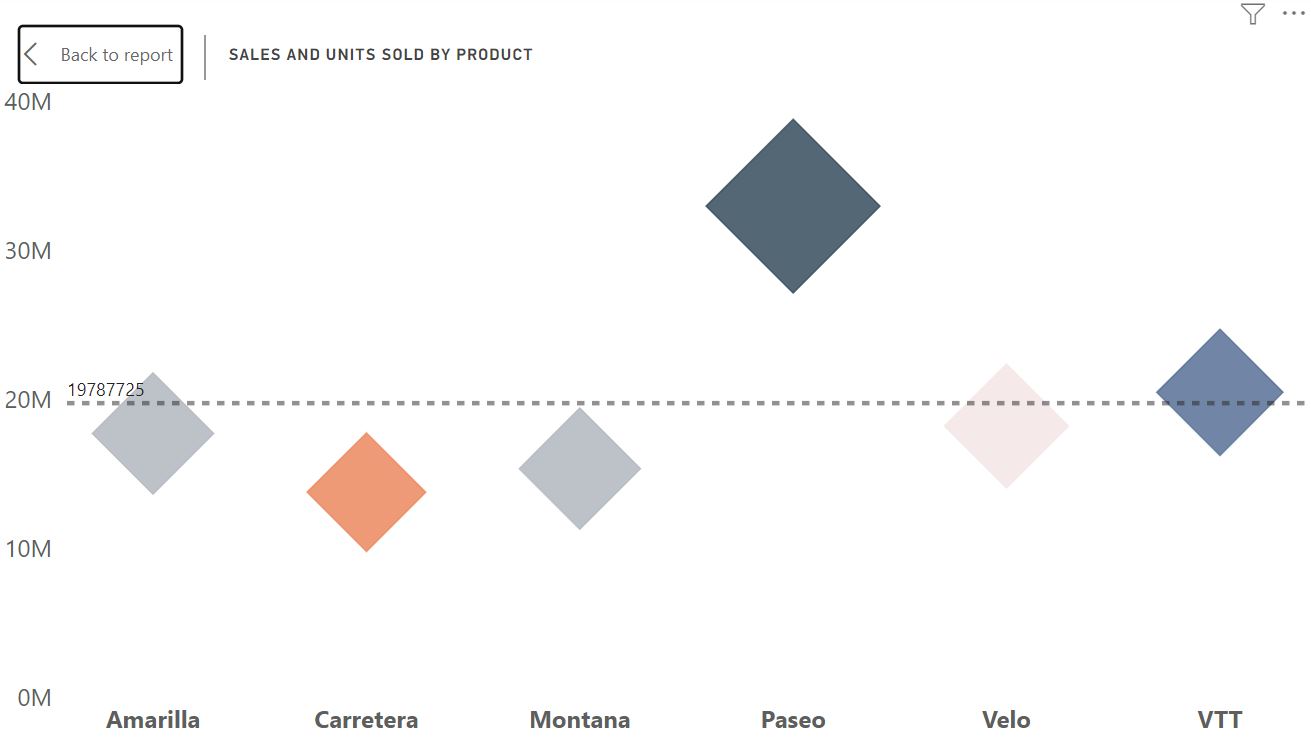 Back to report
SALES AND UNITS SOLD BY PRODUCT
40M
30M
19787725
20M
10M
0M
Amarilla Carretera Montana Paseo Velo VTT